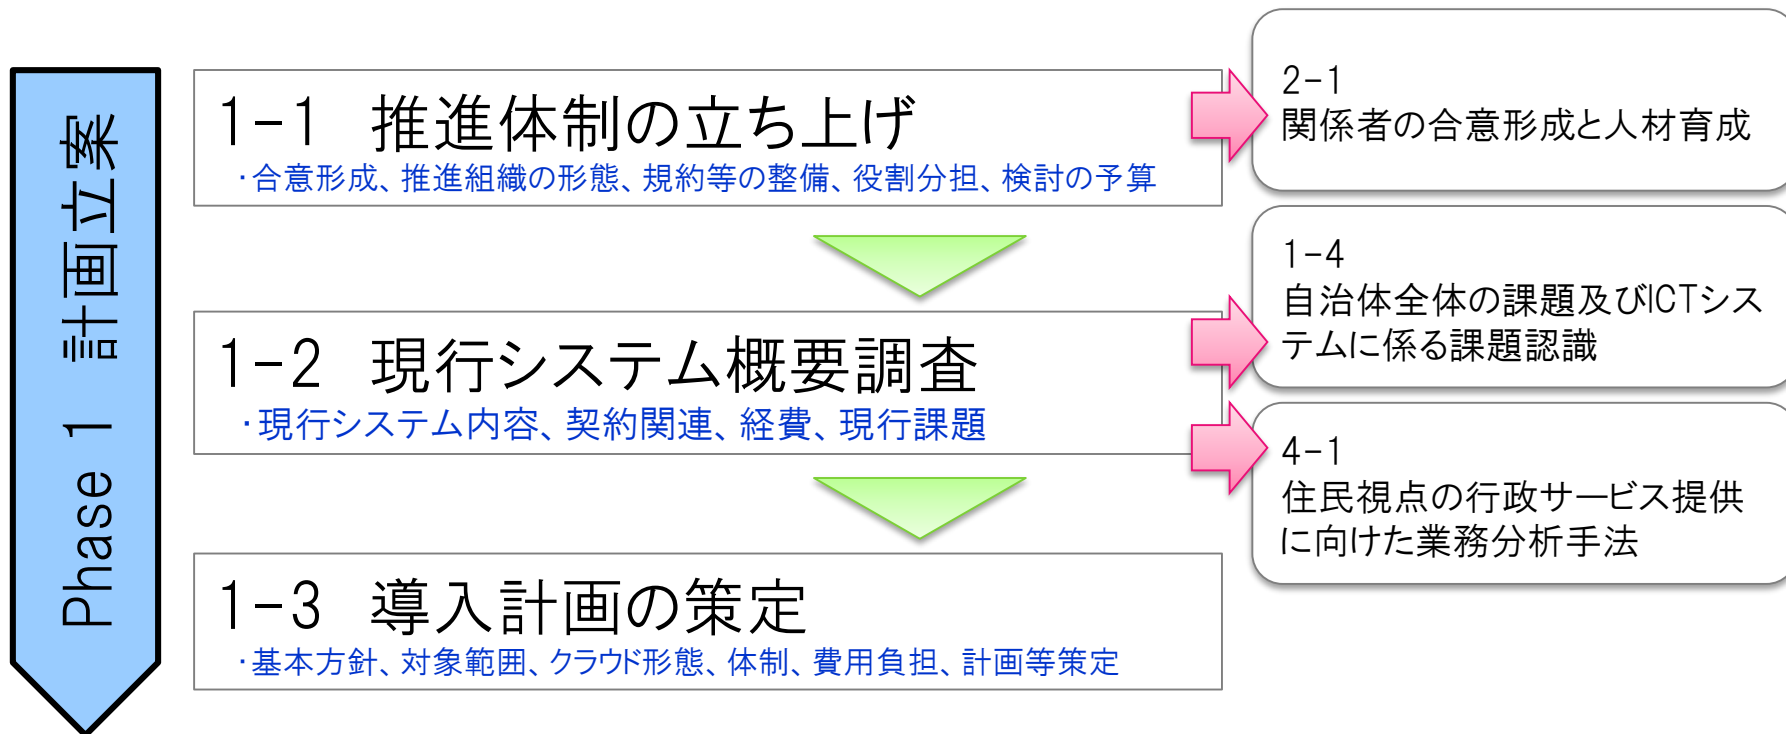 Phase 1 計画立案
1-1 推進体制の立ち上げ
・合意形成、推進組織の形態、規約等の整備、役割分担、検討の予算
2-1
関係者の合意形成と人材育成
1-2 現行システム概要調査
・現行システム内容、契約関連、経費、現行課題
1-4
自治体全体の課題及びICTシス
テムに係る課題認識
4-1
住民視点の行政サービス提供
に向けた業務分析手法
1-3 導入計画の策定
・基本方針、対象範囲、クラウド形態、体制、費用負担、計画等策定